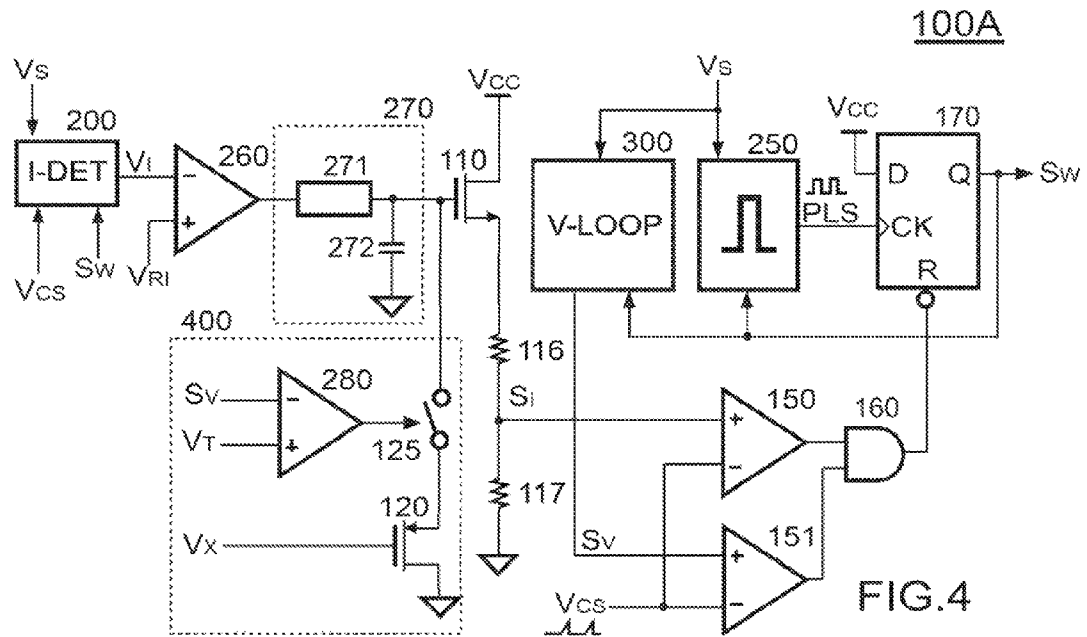 100A
VS
200
I-DET
VI
VCS
SW
VRI
260
−
+
270
271
272
110
VCC
VS
300
V-LOOP
250
PLS
VCC
170
D
Q
CK
R
SW
400
SV
VT
280
−
+
125
120
VX
116
SI
117
SV
VCS
150
+
−
151
+
−
160
FIG.4